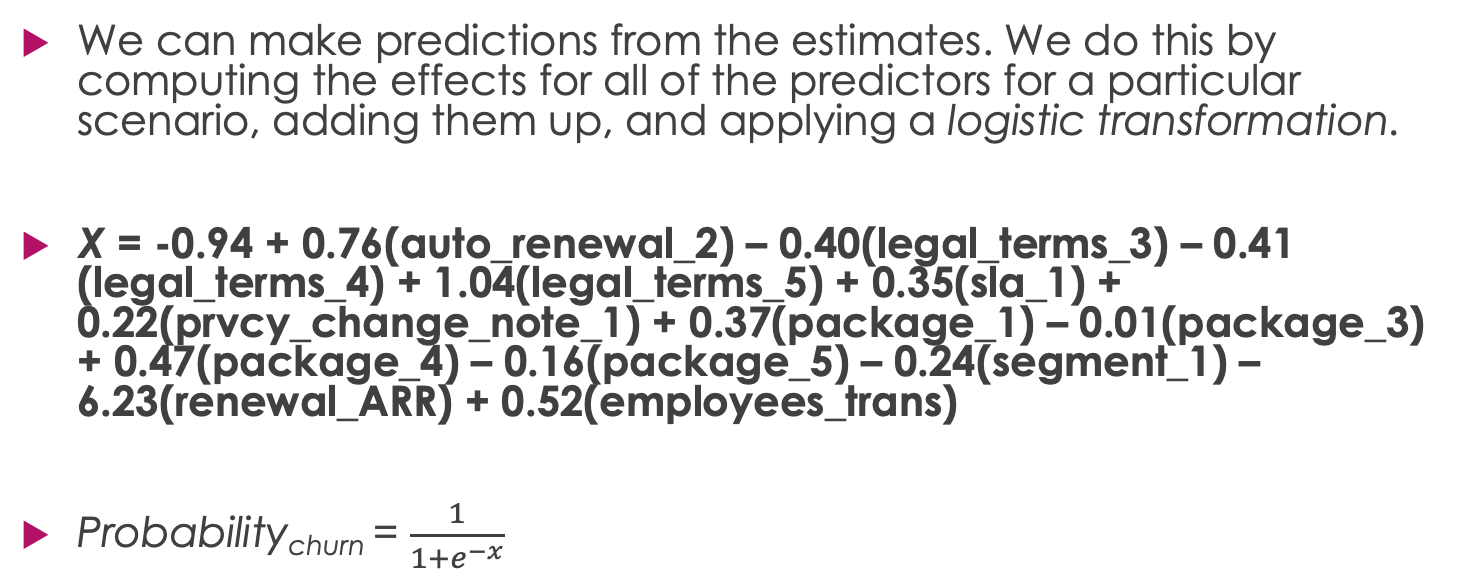 We can make predictions from the estimates. We do this by
computing the effects for all of the predictors for a particular
scenario, adding them up, and applying a logistic transformation.
X = -0.94 + 0.76(auto_renewal_2) – 0.40(legal_terms_3) – 0.41
(legal_terms_4) + 1.04(legal_terms_5) + 0.35(sla_1) +
0.22(prvcy_change_note_1) + 0.37(package_1) – 0.01(package_3)
+ 0.47(package_4) – 0.16(package_5) – 0.24(segment_1) –
6.23(renewal_ARR) + 0.52(employees_trans)
Probability_churn = 1/(1+e^−x)